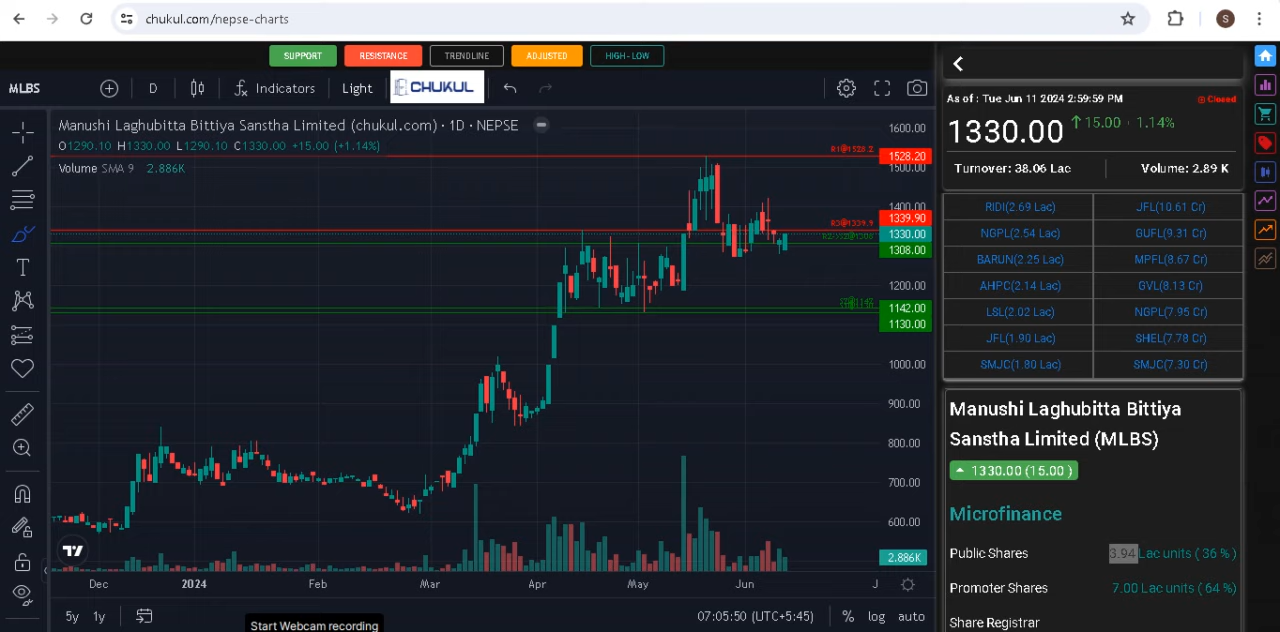 chukul.com/nepse-charts
S
SUPPORT RESISTANCE TRENDLINE ADJUSTED HIGH-LOW
MLBS D Indicators Light CHUKUL
Manushi Laghubitta Bittiya Sanstha Limited (chukul.com) · 1D · NEPSE
O1290.10 H1330.00 L1290.10 C1330.00 +15.00 (+1.14%)
Volume SMA 9 2.886K
1600.00
R1@1528.2 1528.20
1500.00
1400.00
R3@1339.9 1339.90
1330.00
1308.00
1200.00
1142.00
1130.00
1000.00
900.00
800.00
700.00
600.00
2.886K
Dec 2024 Feb Mar Apr May Jun J
5y 1y 07:05:50 (UTC+5:45) % log auto
Start Webcam recording
As of : Tue Jun 11 2024 2:59:59 PM Closed
1330.00 15.00 · 1.14%
Turnover: 38.06 Lac Volume: 2.89 K
RIDI(2.69 Lac) JFL(10.61 Cr)
NGPL(2.54 Lac) GUFL(9.31 Cr)
BARUN(2.25 Lac) MPFL(8.67 Cr)
AHPC(2.14 Lac) GVL(8.13 Cr)
LSL(2.02 Lac) NGPL(7.95 Cr)
JFL(1.90 Lac) SHEL(7.78 Cr)
SMJC(1.80 Lac) SMJC(7.30 Cr)
Manushi Laghubitta Bittiya
Sanstha Limited (MLBS)
1330.00 (15.00 )
Microfinance
Public Shares 3.94 Lac units ( 36 % )
Promoter Shares 7.00 Lac units ( 64 % )
Share Registrar